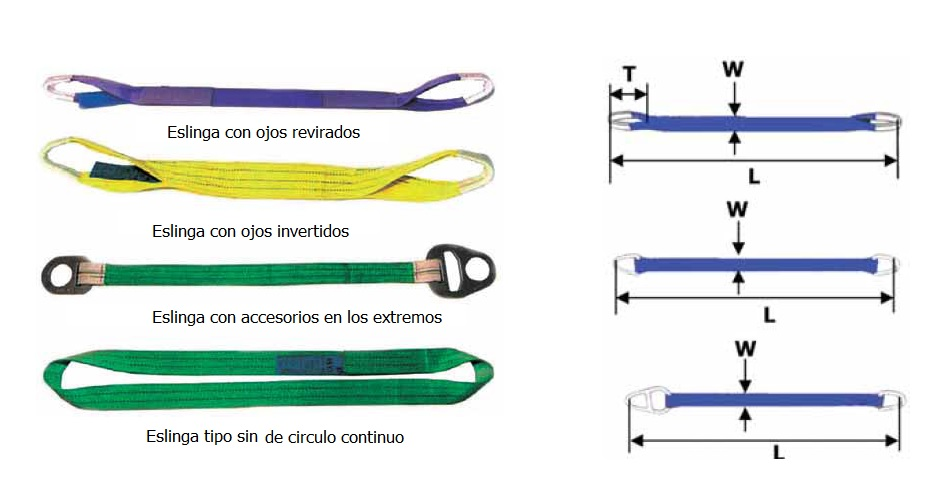 Eslinga con ojos revirados
Eslinga con ojos invertidos
Eslinga con accesorios en los extremos
Eslinga tipo sin de circulo continuo
T
W
L
W
L
W
L